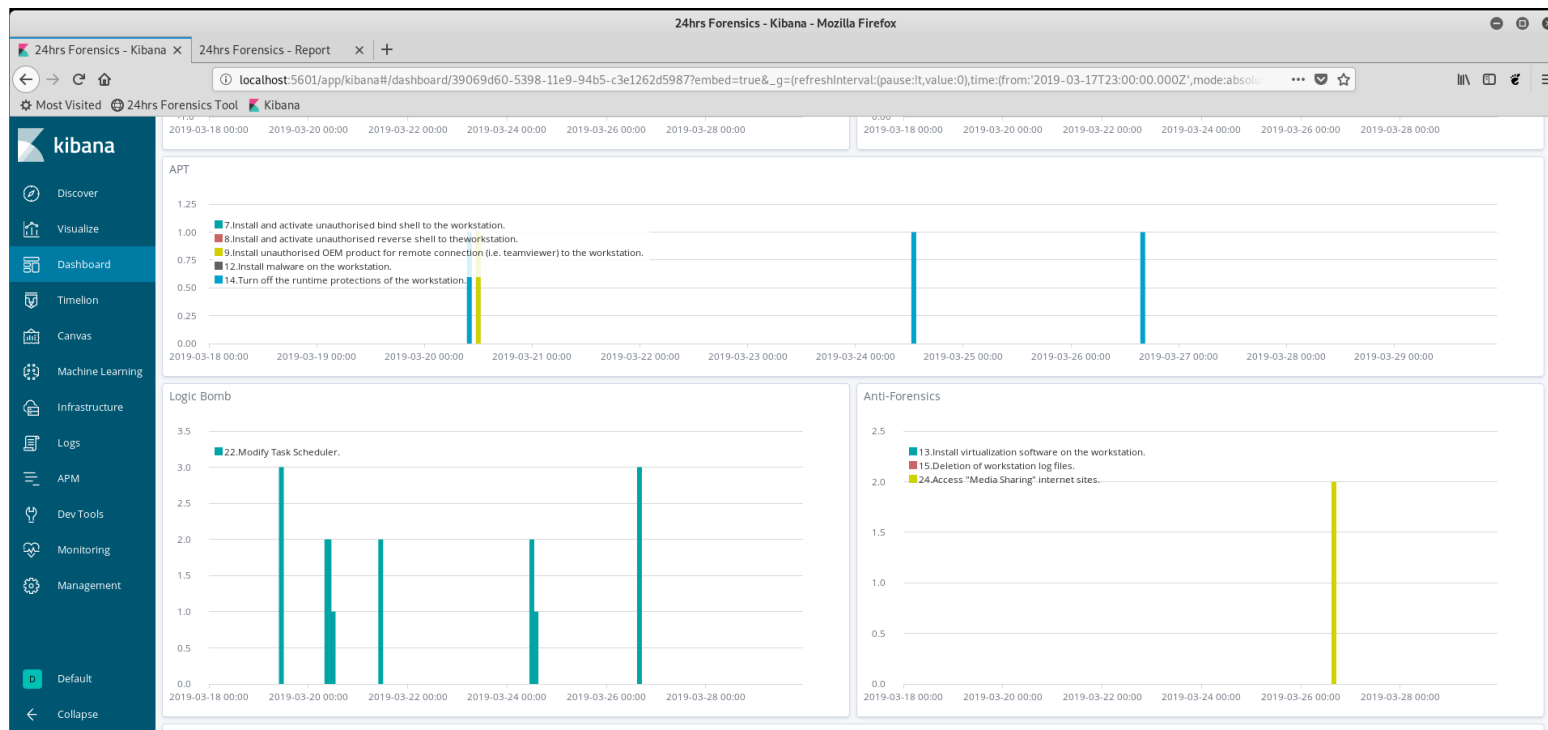 24hrs Forensics - Kibana - Mozilla Firefox
24hrs Forensics - Kibana × 24hrs Forensics - Report × +
localhost:5601/app/kibana#/dashboard/39069d60-5398-11e9-94b5-c3e1262d5987?embed=true&_g=(refreshInterval:(pause:!t,value:0),time:(from:'2019-03-17T23:00:00.000Z',mode:absolu
Most Visited 24hrs Forensics Tool Kibana
kibana
Discover
Visualize
Dashboard
Timelion
Canvas
Machine Learning
Infrastructure
Logs
APM
Dev Tools
Monitoring
Management
D Default
Collapse
-1.0
2019-03-18 00:00 2019-03-20 00:00 2019-03-22 00:00 2019-03-24 00:00 2019-03-26 00:00 2019-03-28 00:00
0.00
2019-03-18 00:00 2019-03-20 00:00 2019-03-22 00:00 2019-03-24 00:00 2019-03-26 00:00 2019-03-28 00:00
APT
1.25
1.00
0.75
0.50
0.25
0.00
7.Install and activate unauthorised bind shell to the workstation.
8.Install and activate unauthorised reverse shell to theworkstation.
9.Install unauthorised OEM product for remote connection (i.e. teamviewer) to the workstation.
12.Install malware on the workstation.
14.Turn off the runtime protections of the workstation.
2019-03-18 00:00 2019-03-19 00:00 2019-03-20 00:00 2019-03-21 00:00 2019-03-22 00:00 2019-03-23 00:00 2019-03-24 00:00 2019-03-25 00:00 2019-03-26 00:00 2019-03-27 00:00 2019-03-28 00:00 2019-03-29 00:00
Logic Bomb
3.5
3.0
2.5
2.0
1.5
1.0
0.5
0.0
22.Modify Task Scheduler.
2019-03-18 00:00 2019-03-20 00:00 2019-03-22 00:00 2019-03-24 00:00 2019-03-26 00:00 2019-03-28 00:00
Anti-Forensics
2.5
2.0
1.5
1.0
0.5
0.0
13.Install virtualization software on the workstation.
15.Deletion of workstation log files.
24.Access "Media Sharing" internet sites.
2019-03-18 00:00 2019-03-20 00:00 2019-03-22 00:00 2019-03-24 00:00 2019-03-26 00:00 2019-03-28 00:00